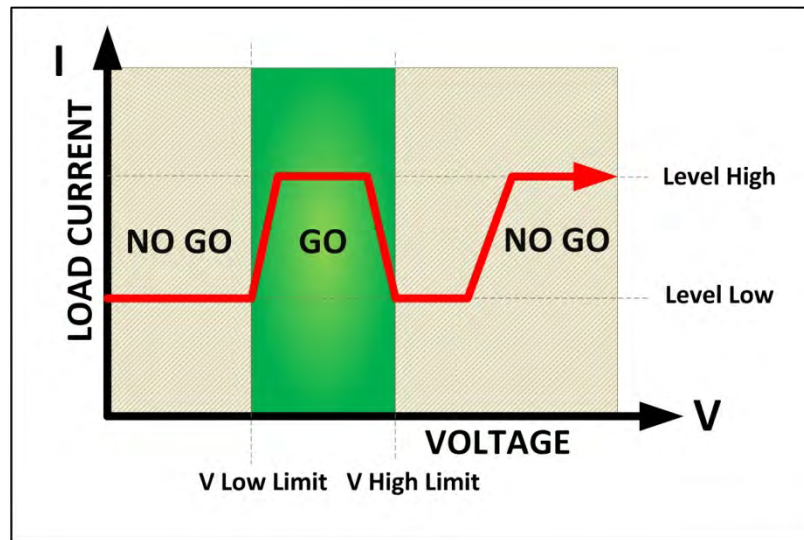 I
LOAD CURRENT
NO GO
GO
NO GO
Level High
Level Low
V
VOLTAGE
V Low Limit
V High Limit